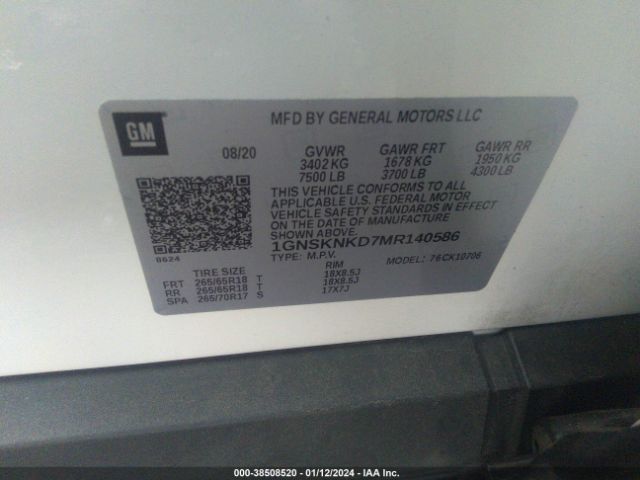 MFD BY GENERAL MOTORS LLC
GM
08/20 GVWR GAWR FRT GAWR RR
3402 KG 1678 KG 1950 KG
7500 LB 3700 LB 4300 LB
THIS VEHICLE CONFORMS TO ALL
APPLICABLE U.S. FEDERAL MOTOR
VEHICLE SAFETY STANDARDS IN EFFECT
ON THE DATE OF MANUFACTURE
SHOWN ABOVE.
1GNSKNKD7MR140586
8624
TYPE: M.P.V. MODEL: 76CK10706
TIRE SIZE RIM
FRT 265/65R18 T 18X8.5J
RR 265/65R18 T 18X8.5J
SPA 265/70R17 S 17X7J
000-38508520 - 01/12/2024 - IAA Inc.